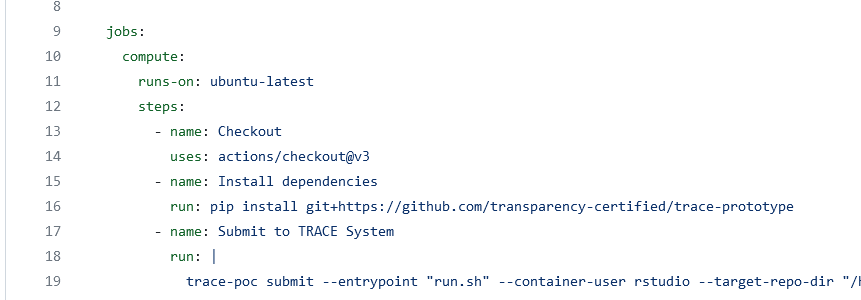 8
9 jobs:
10 compute:
11 runs-on: ubuntu-latest
12 steps:
13 - name: Checkout
14 uses: actions/checkout@v3
15 - name: Install dependencies
16 run: pip install git+https://github.com/transparency-certified/trace-prototype
17 - name: Submit to TRACE System
18 run: |
19 trace-poc submit --entrypoint "run.sh" --container-user rstudio --target-repo-dir "/